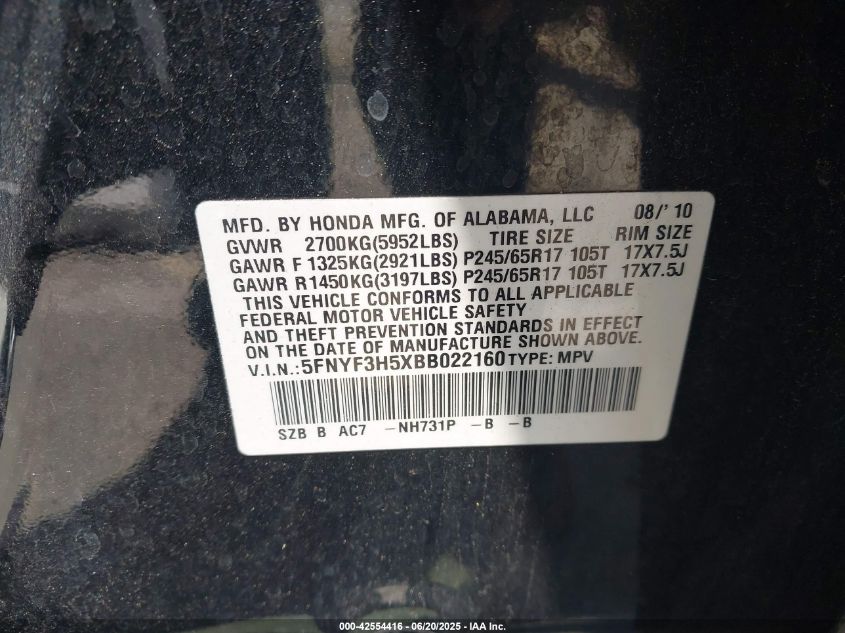 MFD. BY HONDA MFG. OF ALABAMA, LLC 08/'10
GVWR 2700KG(5952LBS) TIRE SIZE RIM SIZE
GAWR F 1325KG(2921LBS) P245/65R17 105T 17X7.5J
GAWR R 1450KG(3197LBS) P245/65R17 105T 17X7.5J
THIS VEHICLE CONFORMS TO ALL APPLICABLE
FEDERAL MOTOR VEHICLE SAFETY
AND THEFT PREVENTION STANDARDS IN EFFECT
ON THE DATE OF MANUFACTURE SHOWN ABOVE.
V.I.N.:5FNYF3H5XBB022160 TYPE: MPV
SZB B AC7 -NH731P -B -B
000-42554416 - 06/20/2025 - IAA Inc.